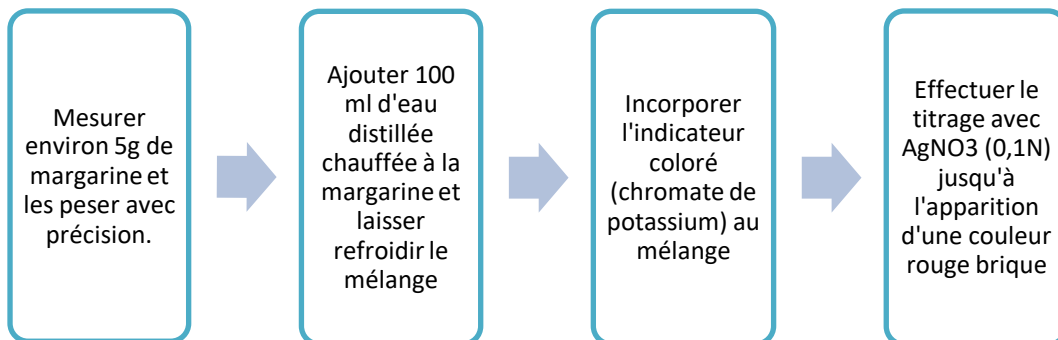 Mesurer
environ 5g de
margarine et
les peser avec
précision.
Ajouter 100
ml d'eau
distillée
chauffée à la
margarine et
laisser
refroidir le
mélange
Incorporer
l'indicateur
coloré
(chromate de
potassium) au
mélange
Effectuer le
titrage avec
AgNO3 (0,1N)
jusqu'à
l'apparition
d'une couleur
rouge brique